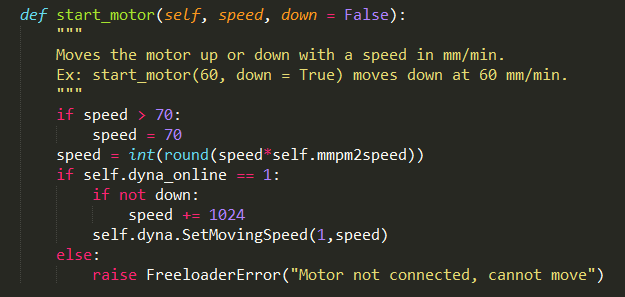 def start_motor(self, speed, down = False):
    """
    Moves the motor up or down with a speed in mm/min.
    Ex: start_motor(60, down = True) moves down at 60 mm/min.
    """
    if speed > 70:
        speed = 70
    speed = int(round(speed*self.mmpm2speed))
    if self.dyna_online == 1:
        if not down:
            speed += 1024
        self.dyna.SetMovingSpeed(1,speed)
    else:
        raise FreeloaderError("Motor not connected, cannot move")